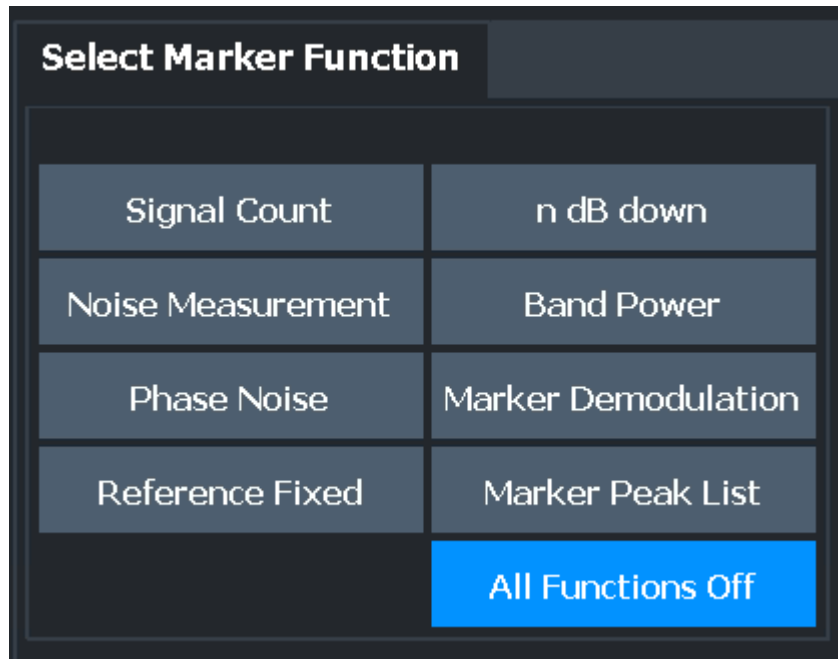 Select Marker Function
Signal Count
n dB down
Noise Measurement
Band Power
Phase Noise
Marker Demodulation
Reference Fixed
Marker Peak List
All Functions Off